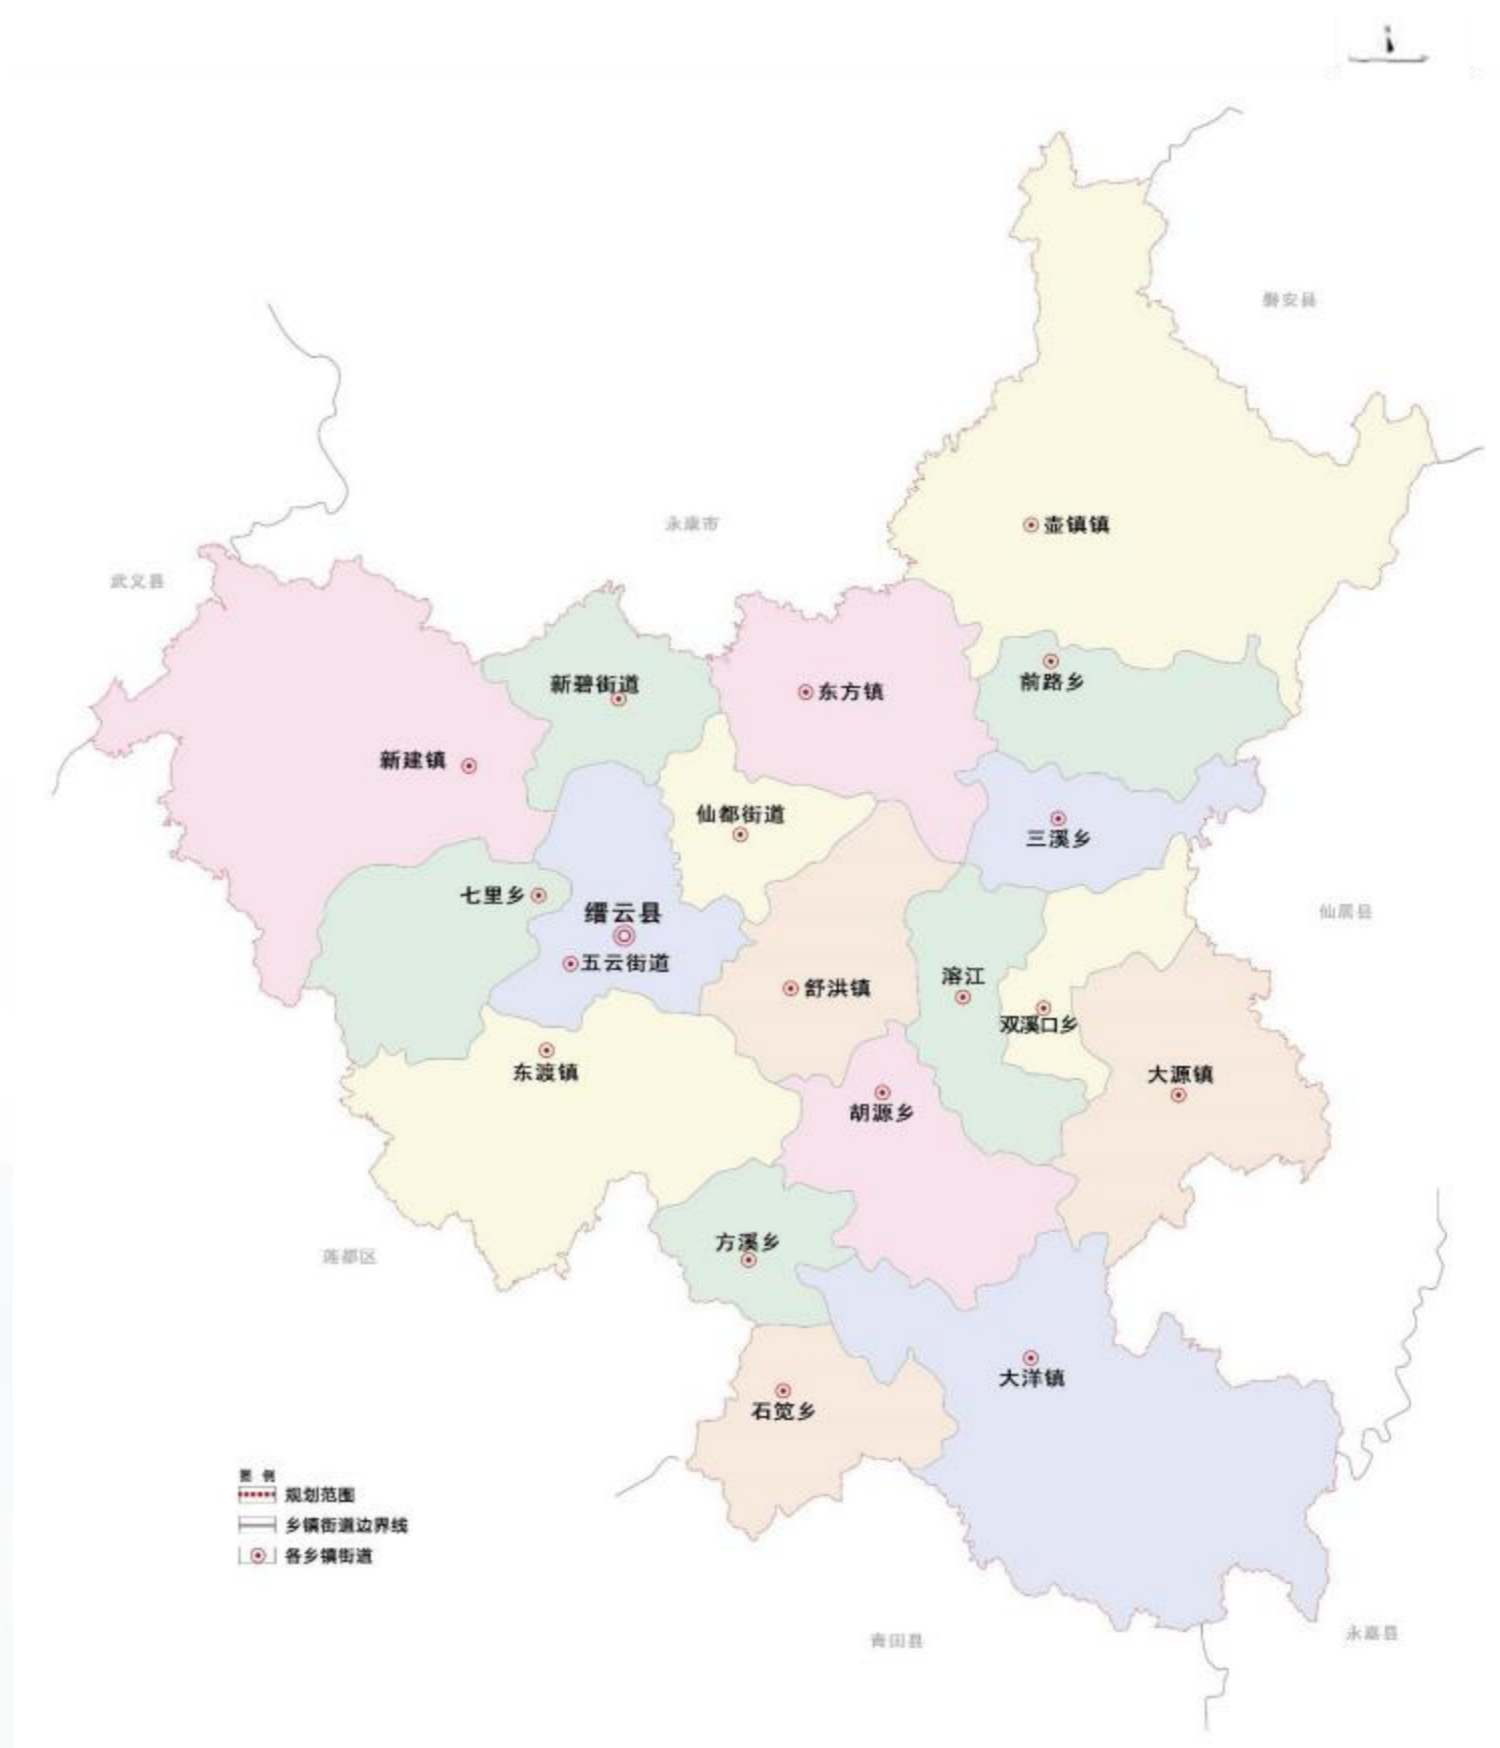 磐安县
永康市
壶镇镇
武义县
前路乡
新碧街道
东方镇
新建镇
仙都街道
三溪乡
七里乡
缙云县
仙居县
五云街道
舒洪镇
溶江
双溪口乡
东渡镇
大源镇
胡源乡
方溪乡
莲都区
大洋镇
石笕乡
图 例
规划范围
乡镇街道边界线
各乡镇街道
青田县
永嘉县